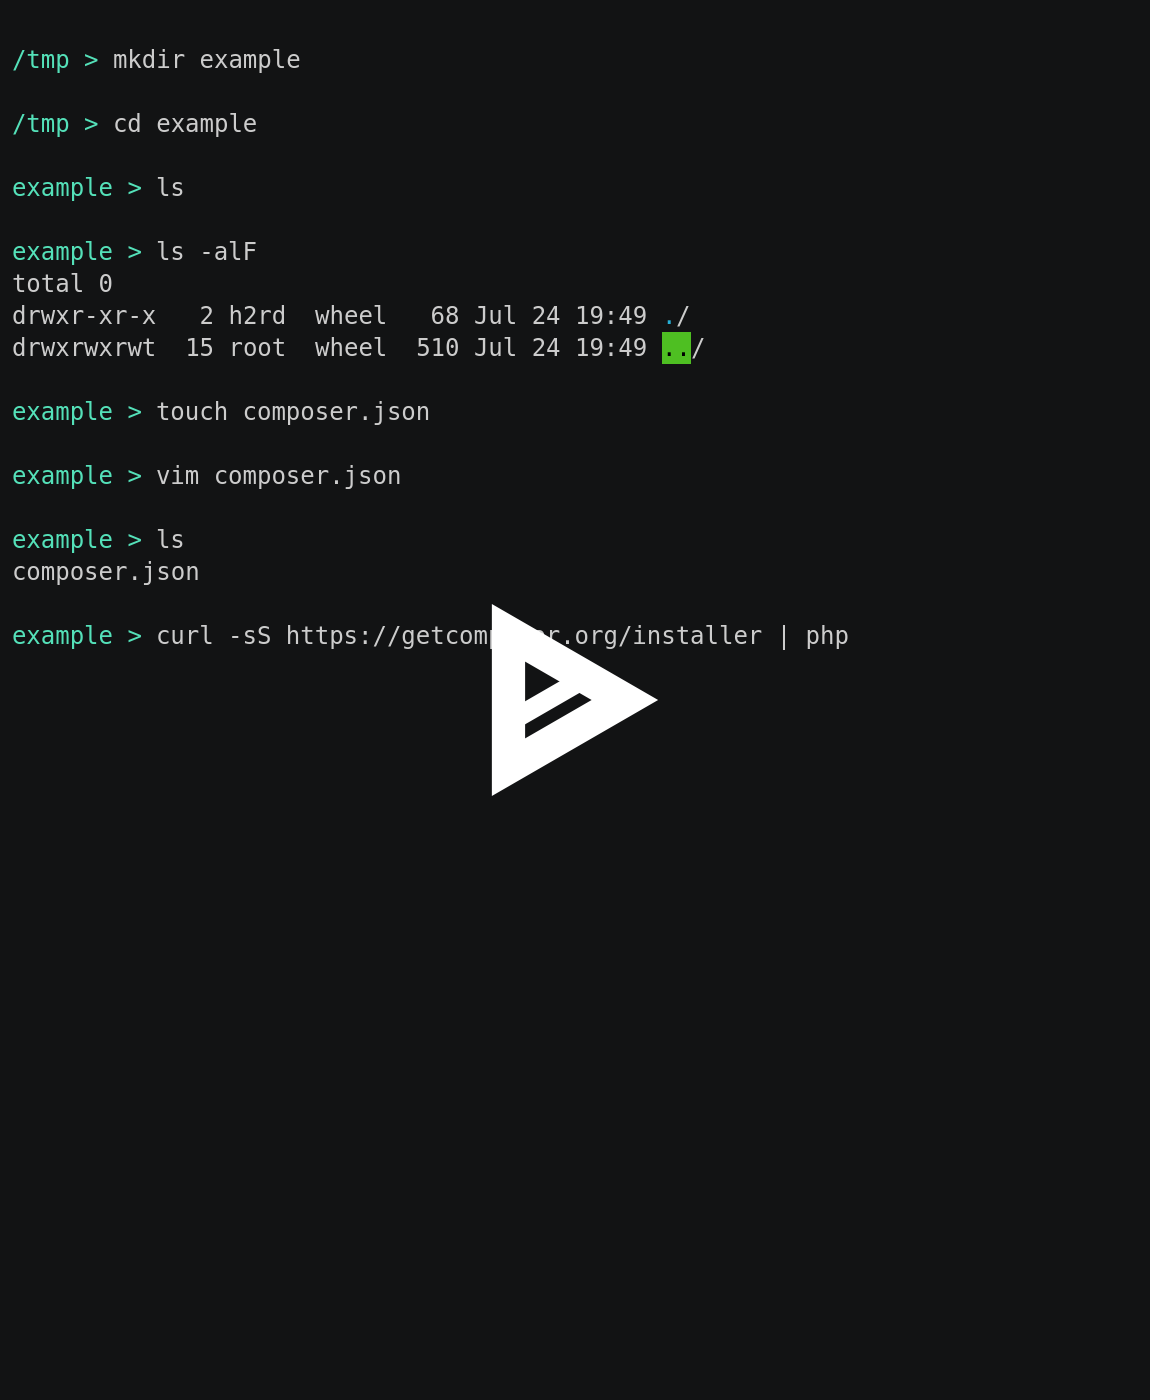 /tmp > mkdir example
/tmp > cd example
example > ls
example > ls -alF
total 0
drwxr-xr-x   2 h2rd  wheel   68 Jul 24 19:49 ./
drwxrwxrwt  15 root  wheel  510 Jul 24 19:49 ../
example > touch composer.json
example > vim composer.json
example > ls
composer.json
example > curl -sS https://getcomposer.org/installer | php